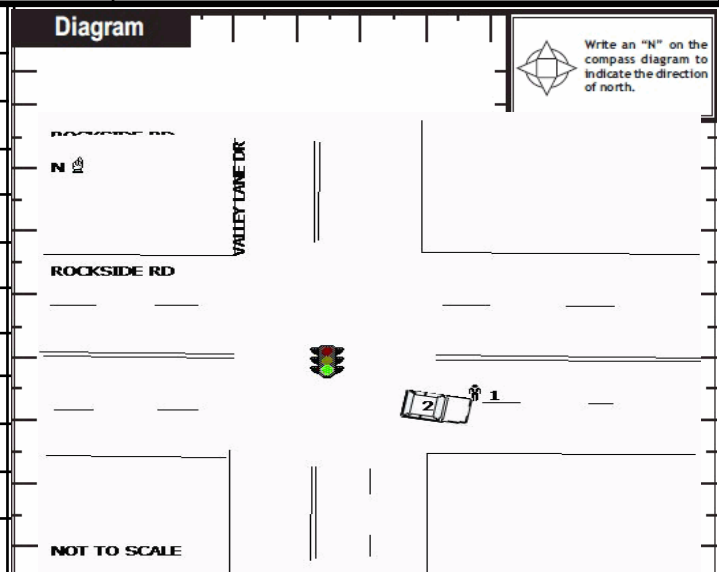 Diagram
Write an "N" on the
compass diagram to
indicate the direction
of north.
N
VALLEY LANE DR
ROCKSIDE RD
1
2
NOT TO SCALE